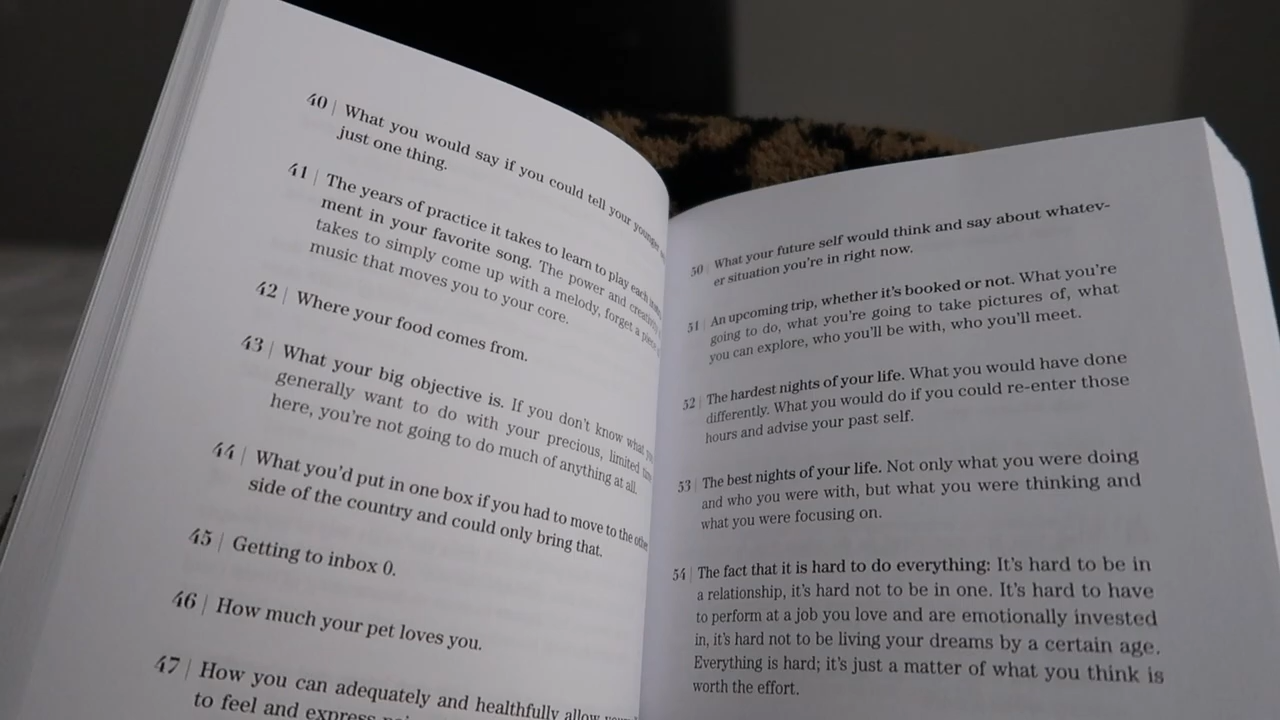 40 | What you would say if you could tell your younger
just one thing.
41 | The years of practice it takes to learn to play each
ment in your favorite song. The power and creativity
takes to simply come up with a melody, forget a piece
music that moves you to your core.
42 | Where your food comes from.
43 | What your big objective is. If you don't know what you
generally want to do with your precious, limited time
here, you're not going to do much of anything at all.
44 | What you'd put in one box if you had to move to the other
side of the country and could only bring that.
45 | Getting to inbox 0.
46 | How much your pet loves you.
47 | How you can adequately and healthfully allow
to feel and express
50 | What your future self would think and say about whatev-
er situation you're in right now.
51 | An upcoming trip, whether it's booked or not. What you're
going to do, what you're going to take pictures of, what
you can explore, who you'll be with, who you'll meet.
52 | The hardest nights of your life. What you would have done
differently. What you would do if you could re-enter those
hours and advise your past self.
53 | The best nights of your life. Not only what you were doing
and who you were with, but what you were thinking and
what you were focusing on.
54 | The fact that it is hard to do everything: It's hard to be in
a relationship, it's hard not to be in one. It's hard to have
to perform at a job you love and are emotionally invested
in, it's hard not to be living your dreams by a certain age.
Everything is hard; it's just a matter of what you think is
worth the effort.